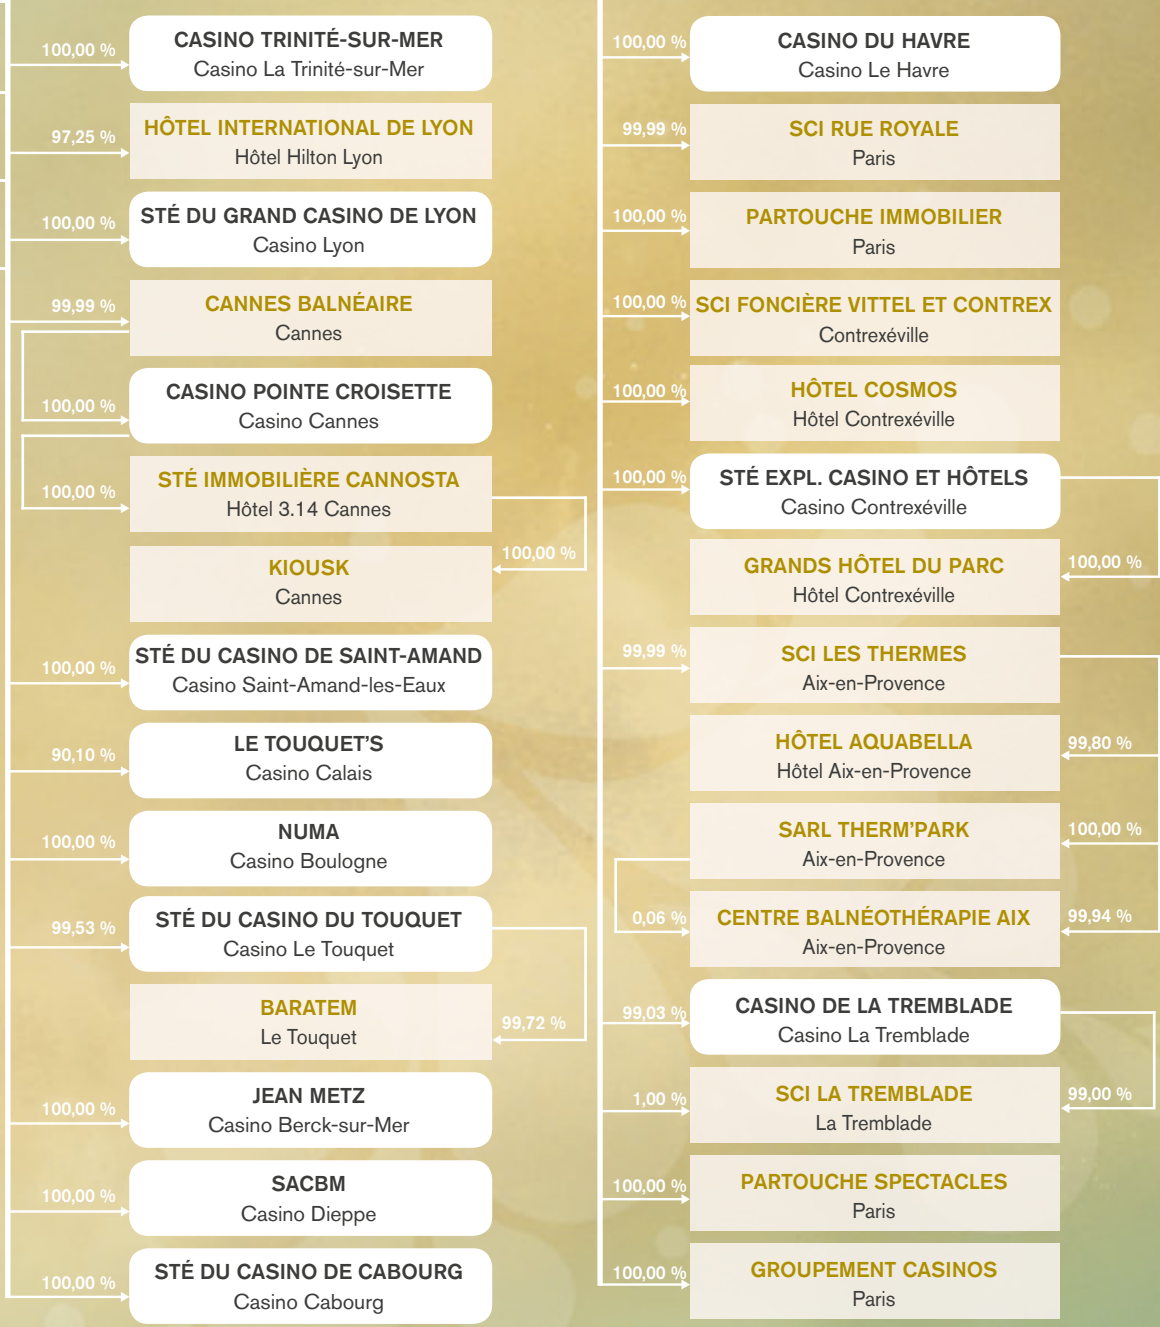 100,00 %
CASINO TRINITÉ-SUR-MER
Casino La Trinité-sur-Mer
97,25 %
HÔTEL INTERNATIONAL DE LYON
Hôtel Hilton Lyon
100,00 %
STÉ DU GRAND CASINO DE LYON
Casino Lyon
99,99 %
CANNES BALNÉAIRE
Cannes
100,00 %
CASINO POINTE CROISETTE
Casino Cannes
100,00 %
STÉ IMMOBILIÈRE CANNOSTA
Hôtel 3.14 Cannes
100,00 %
KIOUSK
Cannes
100,00 %
STÉ DU CASINO DE SAINT-AMAND
Casino Saint-Amand-les-Eaux
90,10 %
LE TOUQUET'S
Casino Calais
100,00 %
NUMA
Casino Boulogne
99,53 %
STÉ DU CASINO DU TOUQUET
Casino Le Touquet
BARATEM
Le Touquet
99,72 %
100,00 %
JEAN METZ
Casino Berck-sur-Mer
100,00 %
SACBM
Casino Dieppe
100,00 %
STÉ DU CASINO DE CABOURG
Casino Cabourg
100,00 %
CASINO DU HAVRE
Casino Le Havre
99,99 %
SCI RUE ROYALE
Paris
100,00 %
PARTOUCHE IMMOBILIER
Paris
100,00 %
SCI FONCIÈRE VITTEL ET CONTREX
Contrexéville
100,00 %
HÔTEL COSMOS
Hôtel Contrexéville
100,00 %
STÉ EXPL. CASINO ET HÔTELS
Casino Contrexéville
GRANDS HÔTEL DU PARC
Hôtel Contrexéville
100,00 %
99,99 %
SCI LES THERMES
Aix-en-Provence
HÔTEL AQUABELLA
Hôtel Aix-en-Provence
99,80 %
SARL THERM'PARK
Aix-en-Provence
100,00 %
0,06 %
CENTRE BALNÉOTHÉRAPIE AIX
Aix-en-Provence
99,94 %
99,03 %
CASINO DE LA TREMBLADE
Casino La Tremblade
1,00 %
SCI LA TREMBLADE
La Tremblade
99,00 %
100,00 %
PARTOUCHE SPECTACLES
Paris
100,00 %
GROUPEMENT CASINOS
Paris